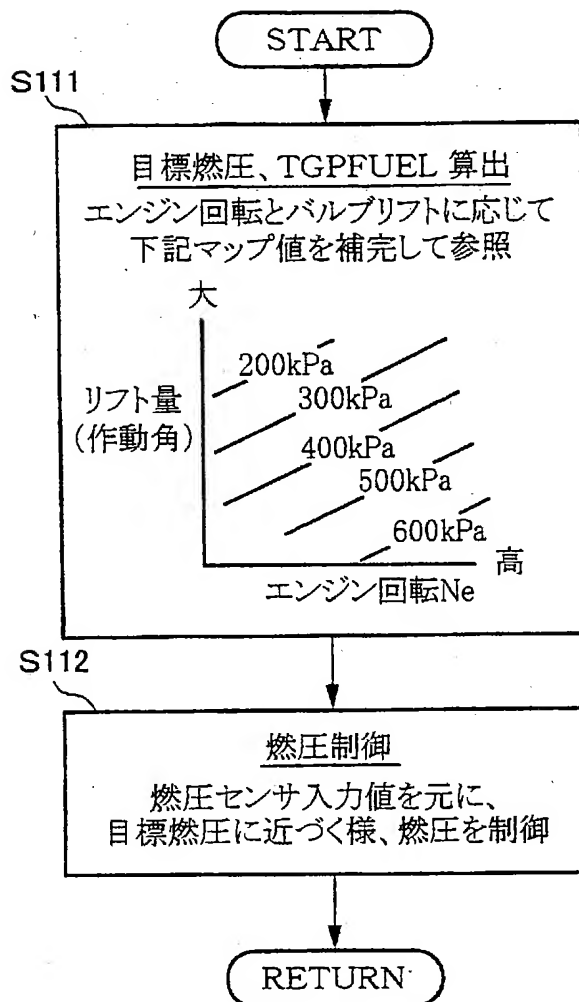 START
S111
目標燃圧、TGPFUEL 算出
エンジン回転とバルブリフトに応じて
下記マップ値を補完して参照
大
200kPa
リフト量
(作動角)
300kPa
400kPa
500kPa
600kPa
高
エンジン回転Ne
S112
燃圧制御
燃圧センサ入力値を元に、
目標燃圧に近づく様、燃圧を制御
RETURN